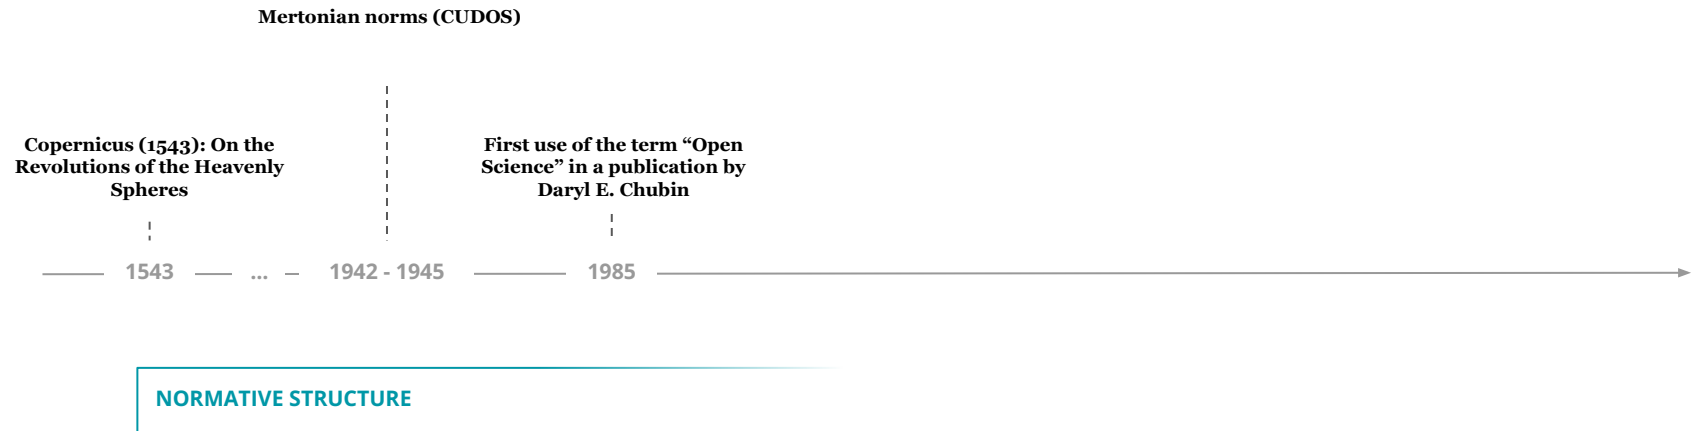 Mertonian norms (CUDOS)
Copernicus (1543): On the
Revolutions of the Heavenly
Spheres
First use of the term “Open
Science” in a publication by
Daryl E. Chubin
1543 ... 1942 - 1945 1985
NORMATIVE STRUCTURE